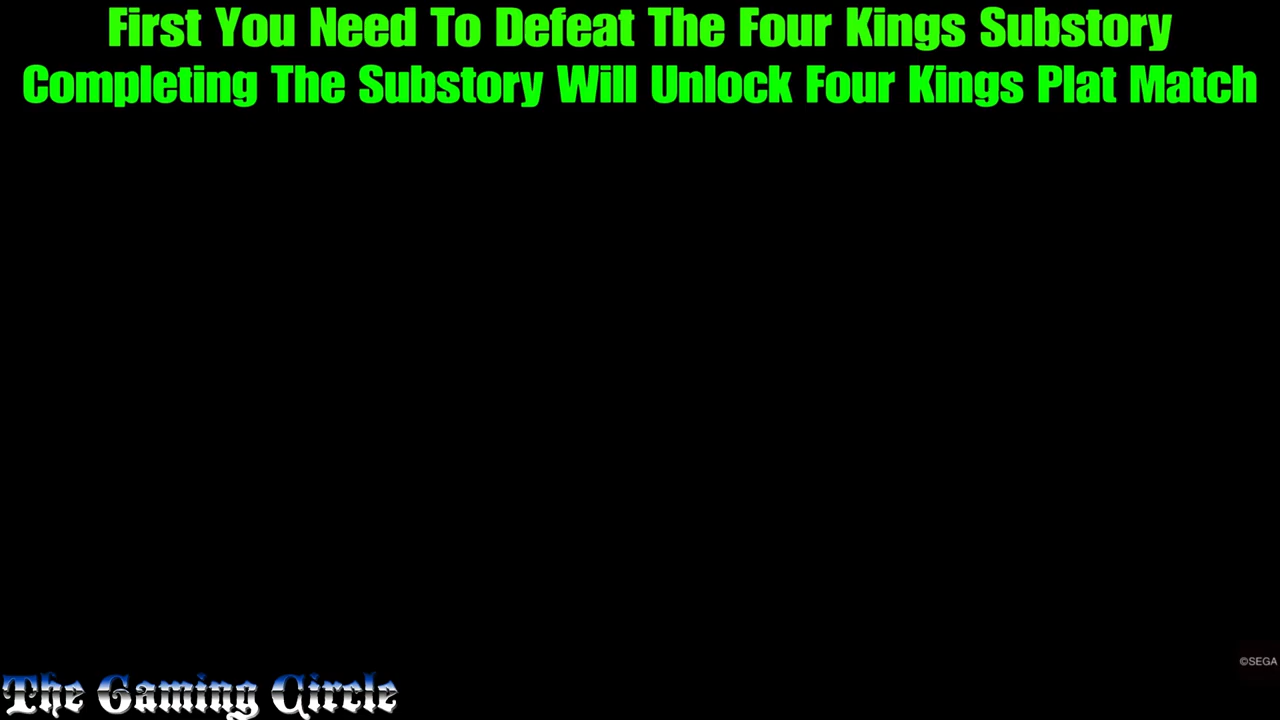 First You Need To Defeat The Four Kings Substory
Completing The Substory Will Unlock Four Kings Plat Match
©SEGA
The Gaming Circle